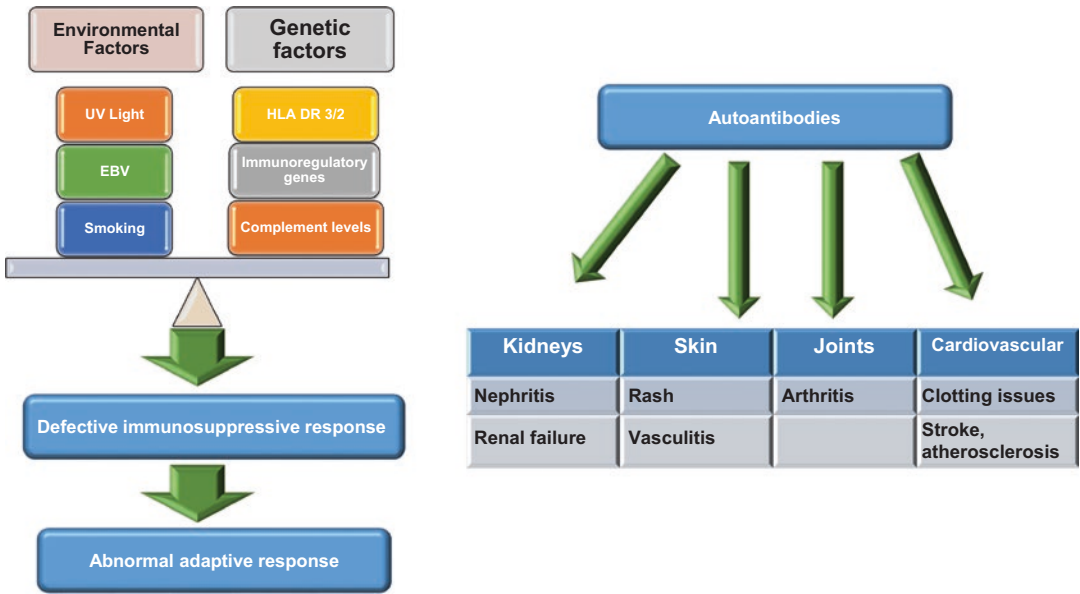 Environmental
Factors
Genetic
factors
UV Light
HLA DR 3/2
EBV
Immunoregulatory
genes
Smoking
Complement levels
Defective immunosuppressive response
Abnormal adaptive response
Autoantibodies
Kidneys
Skin
Joints
Cardiovascular
Nephritis
Rash
Arthritis
Clotting issues
Renal failure
Vasculitis
Stroke,
atherosclerosis